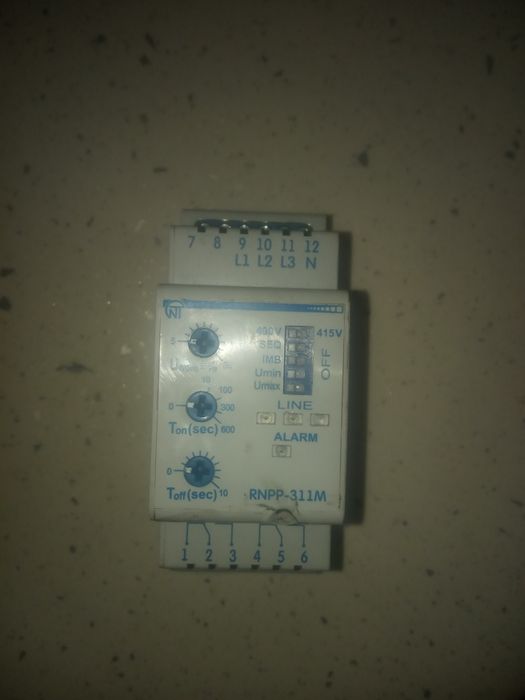 7 8 9 10 11 12
L1 L2 L3 N
NT
400V 415V
SEQ
IMB
Umin
Umax
OFF
5
LINE
0 100
300
Ton(sec) 600
ALARM
0
Toff(sec) 10
RNPP-311M
1 2 3 4 5 6